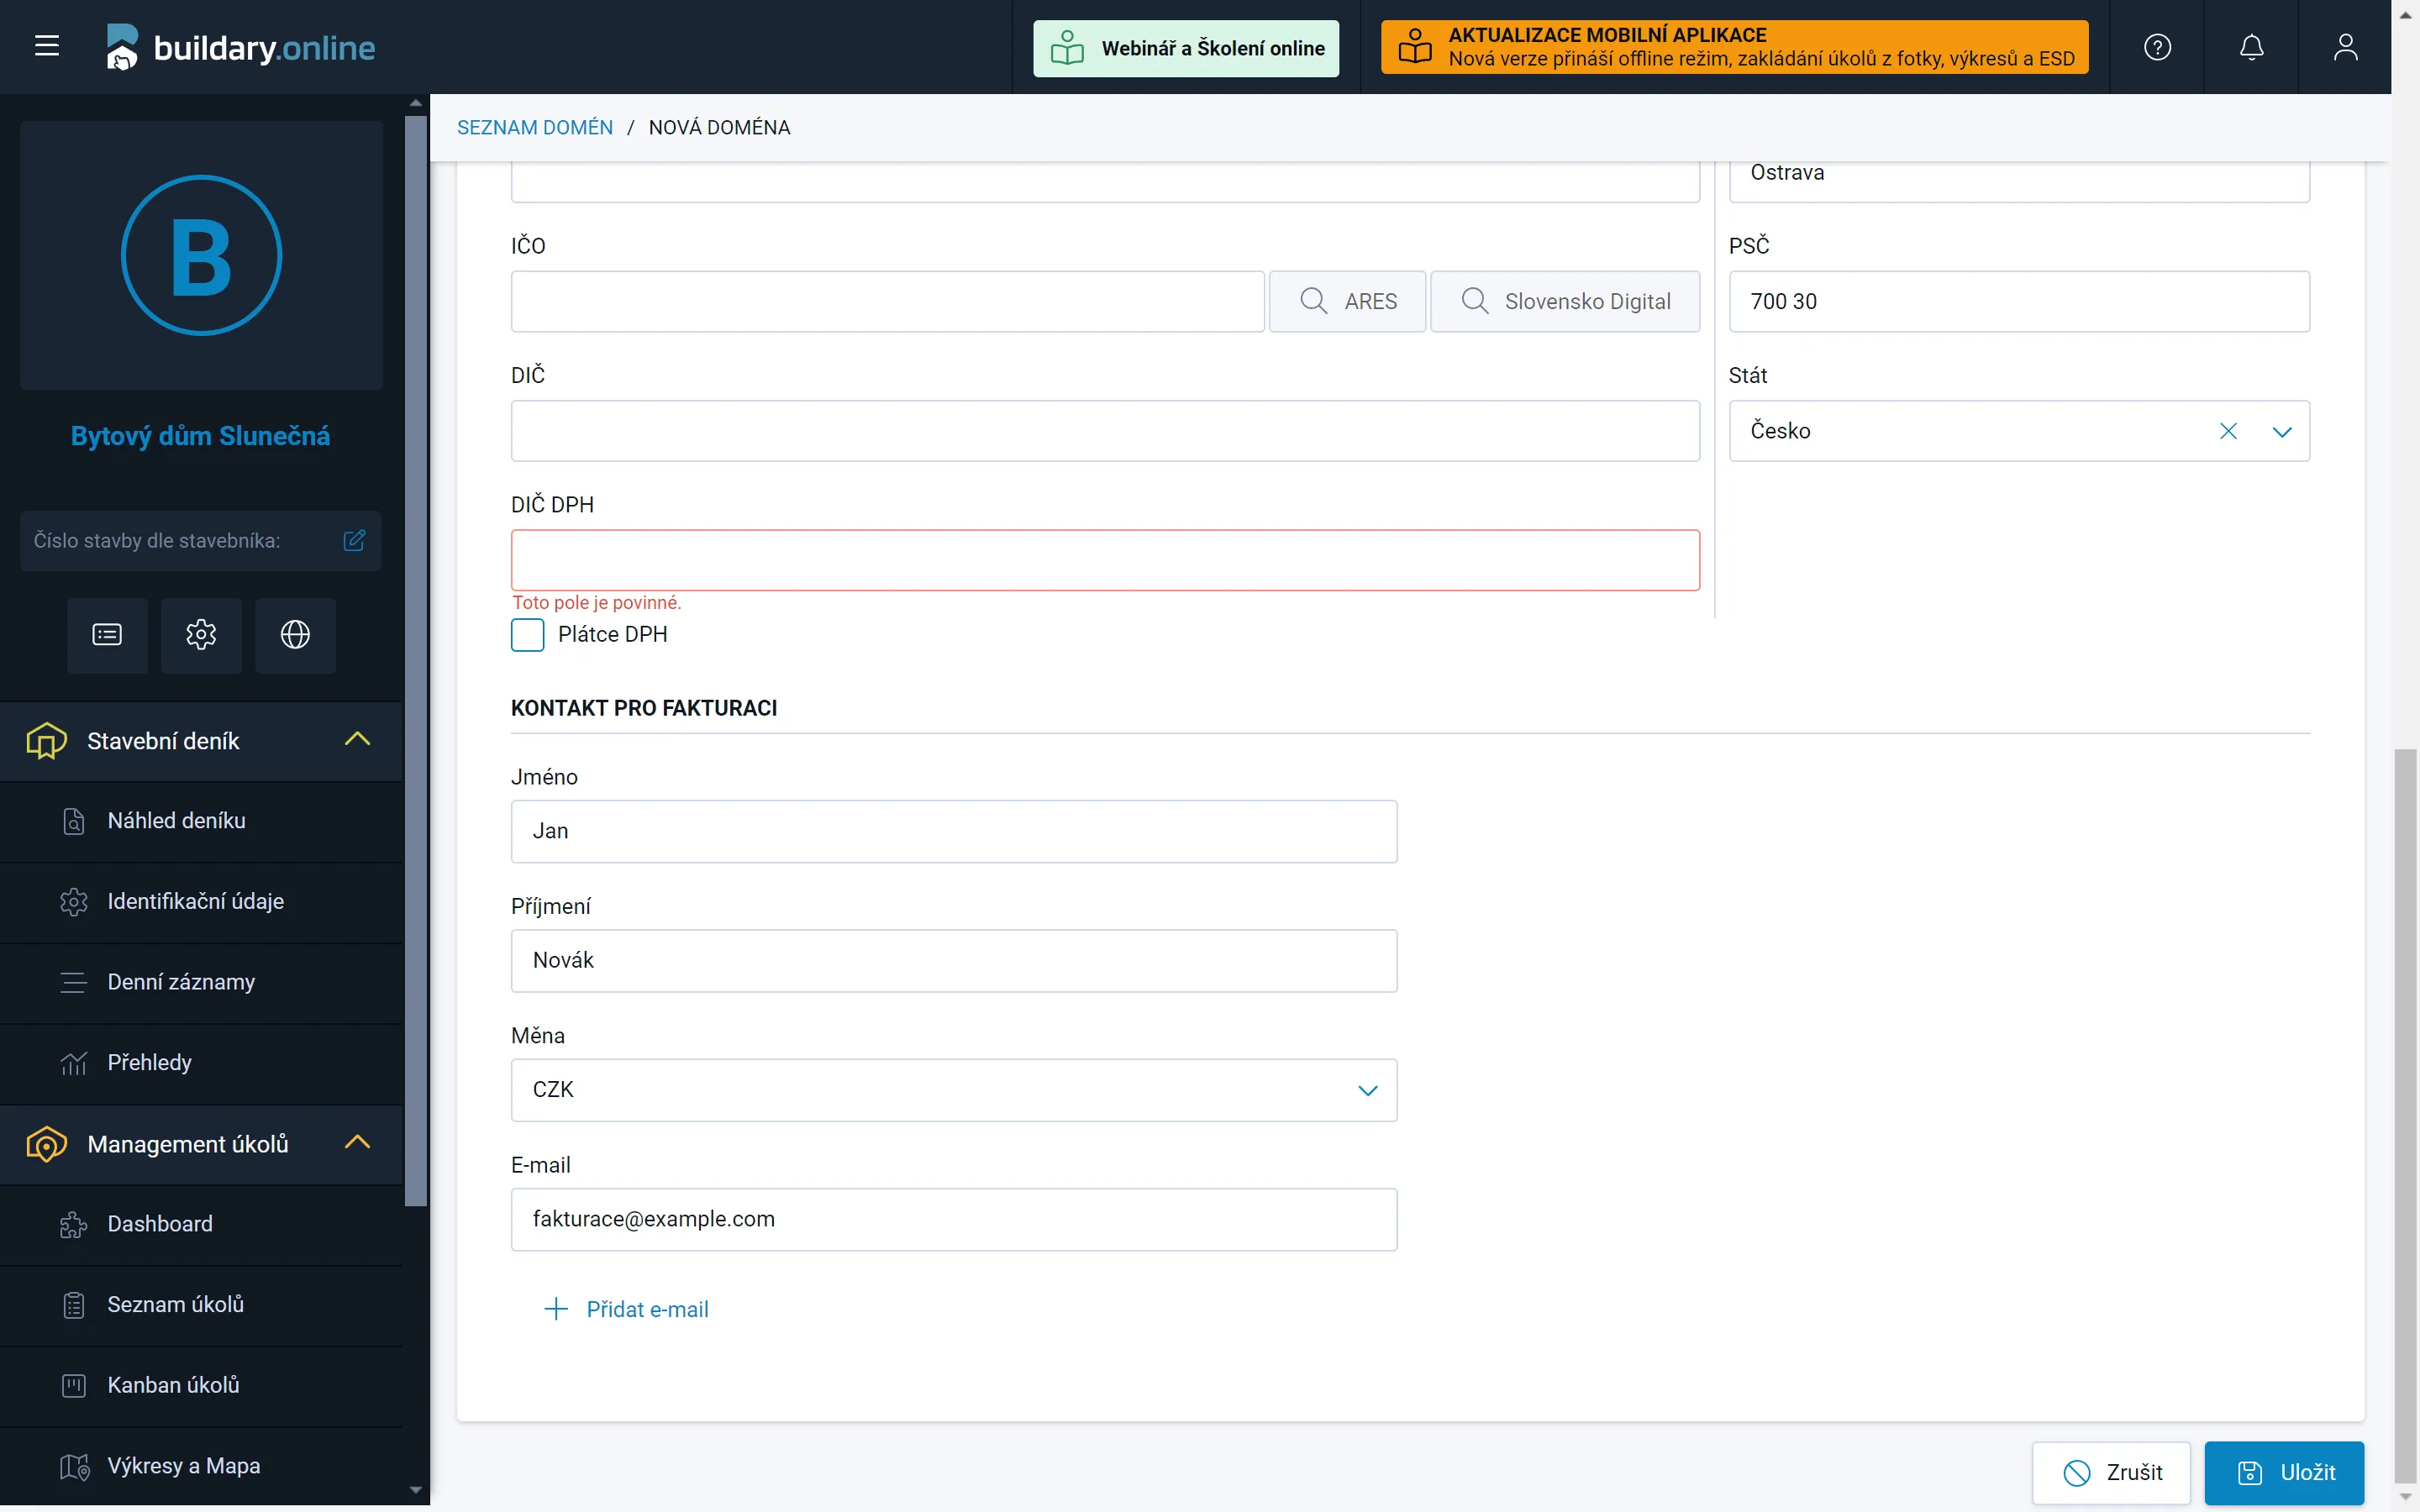 buildary.online
Webinář a Školení online
AKTUALIZACE MOBILNÍ APLIKACE
Nová verze přináší offline režim, zakládání úkolů z fotky, výkresů a ESD
B
Bytový dům Slunečná
Číslo stavby dle stavebníka:
Stavební deník
Náhled deníku
Identifikační údaje
Denní záznamy
Přehledy
Management úkolů
Dashboard
Seznam úkolů
Kanban úkolů
Výkresy a Mapa
SEZNAM DOMÉN / NOVÁ DOMÉNA
Ostrava
IČO
ARES
Slovensko Digital
PSČ
700 30
DIČ
Stát
Česko
DIČ DPH
Toto pole je povinné.
Plátce DPH
KONTAKT PRO FAKTURACI
Jméno
Jan
Příjmení
Novák
Měna
CZK
E-mail
fakturace@example.com
Přidat e-mail
Zrušit
Uložit